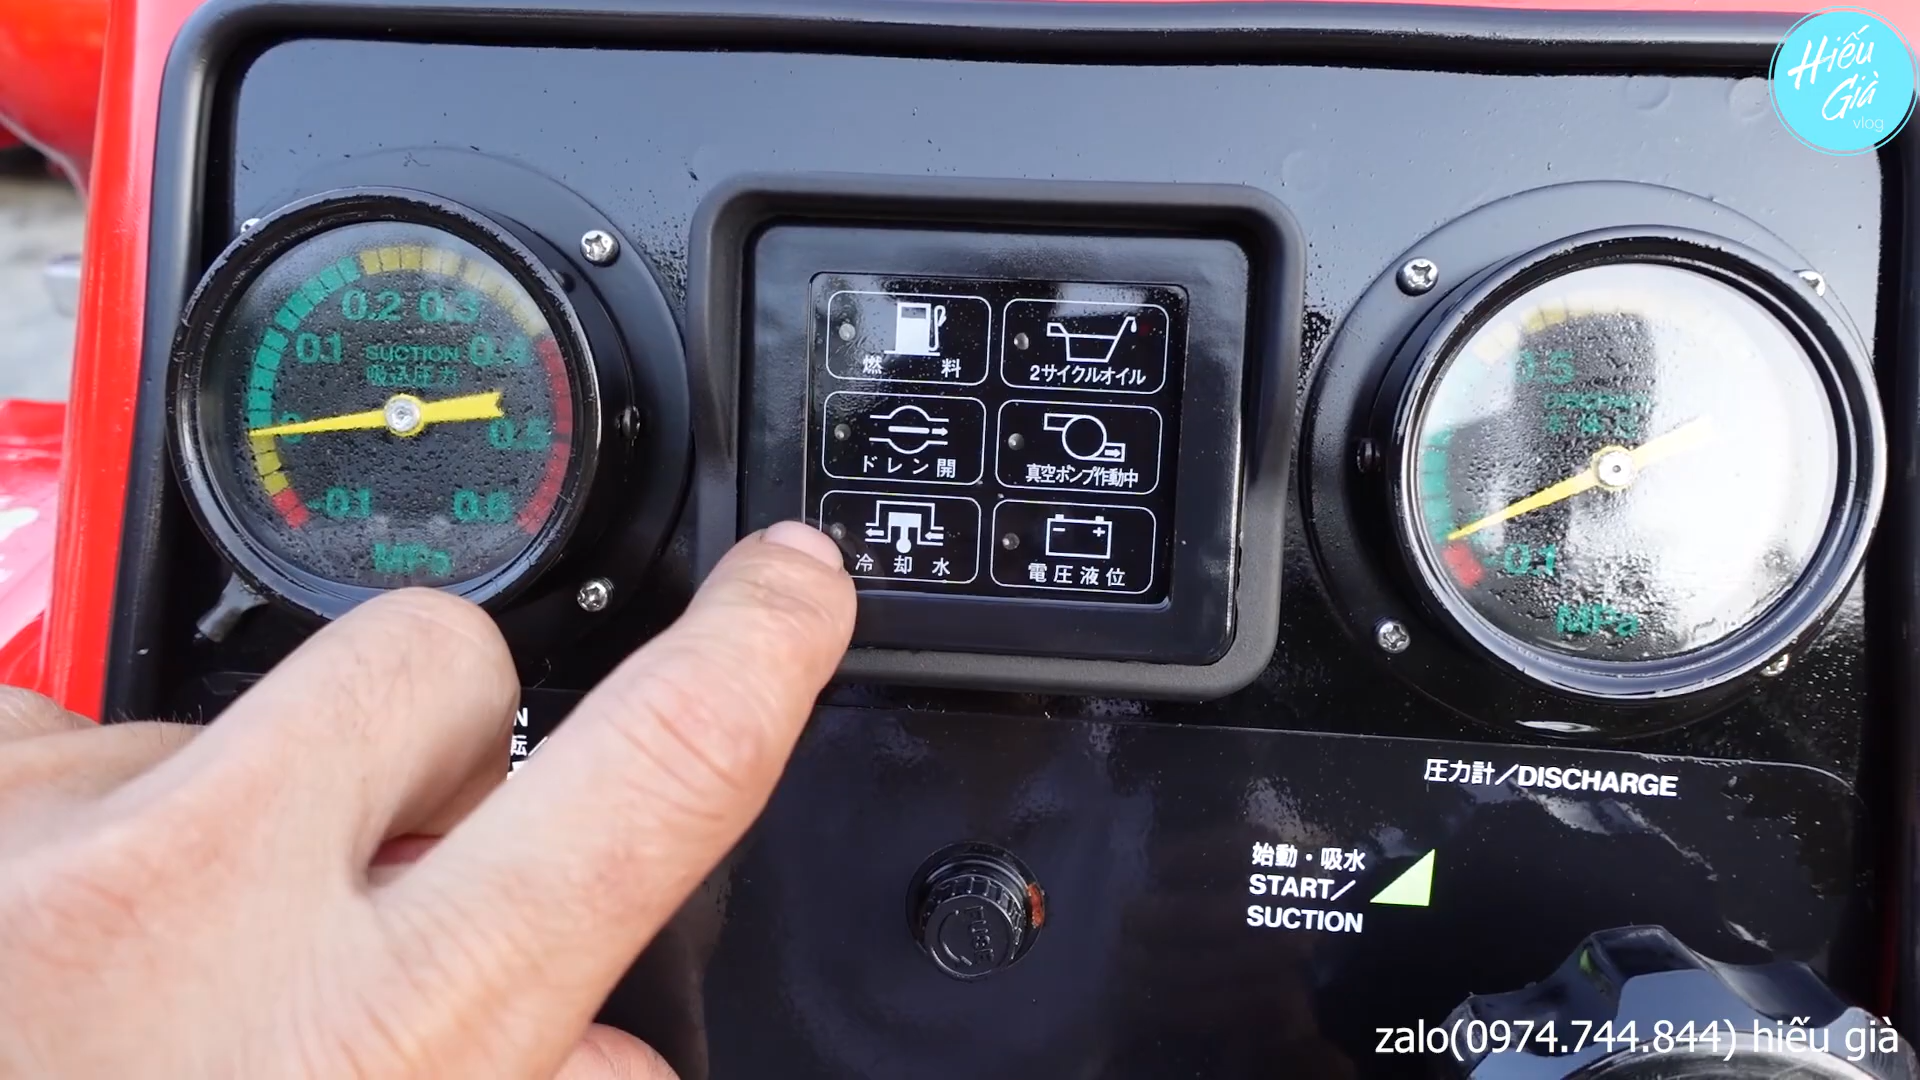 Hiếu
Già
vlog
0.2 0.3
0.1
0.4
SUCTION
吸込圧力
0
0.5
-0.1
0.6
MPa
燃 料
2サイクルオイル
ドレン開
真空ポンプ作動中
冷却水
電圧液位
0.5
-0.1
MPa
圧力計/DISCHARGE
始動・吸水
START/
SUCTION
FUSE
zalo(0974.744.844) hiếu già